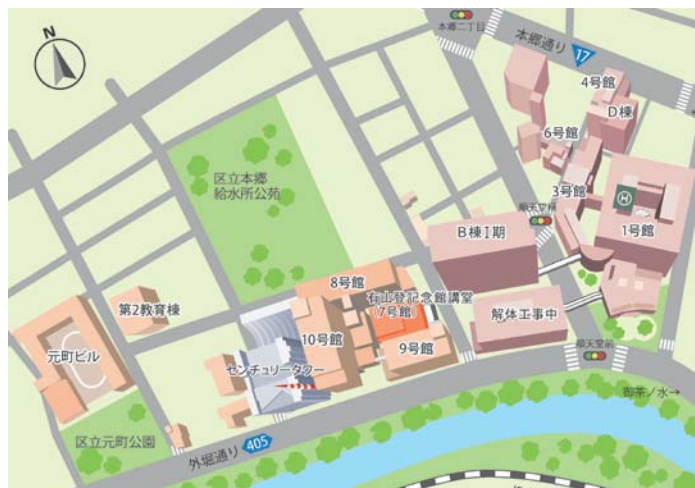 N
本郷二丁目
本郷通り
17
4号館
D棟
6号館
区立本郷
給水所公苑
3号館
H
順天堂横
1号館
B棟Ⅰ期
8号館
有山登記念館講堂
(7号館)
第2教育棟
10号館
解体工事中
9号館
元町ビル
センチュリータワー
順天堂前
御茶ノ水→
区立元町公園
外堀通り
405